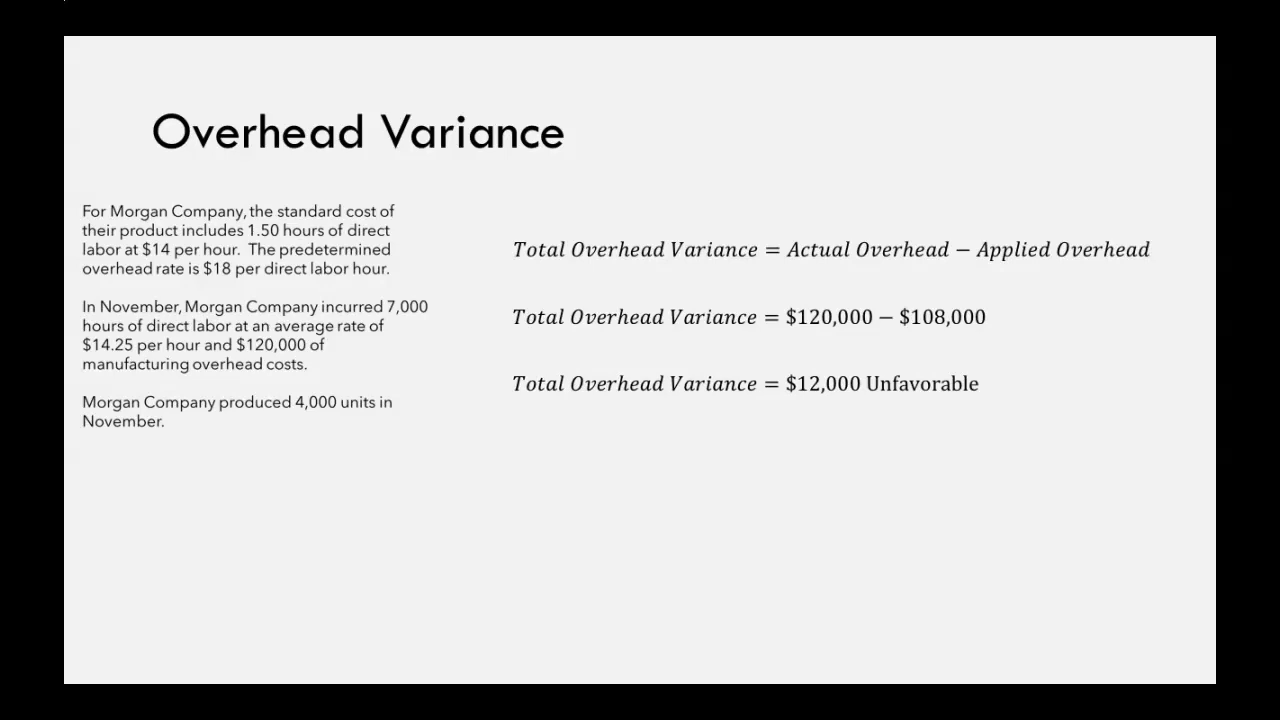 Overhead Variance
For Morgan Company, the standard cost of
their product includes 1.50 hours of direct
labor at $14 per hour. The predetermined
overhead rate is $18 per direct labor hour.
In November, Morgan Company incurred 7,000
hours of direct labor at an average rate of
$14.25 per hour and $120,000 of
manufacturing overhead costs.
Morgan Company produced 4,000 units in
November.
Total Overhead Variance = Actual Overhead − Applied Overhead
Total Overhead Variance = $120,000 − $108,000
Total Overhead Variance = $12,000 Unfavorable